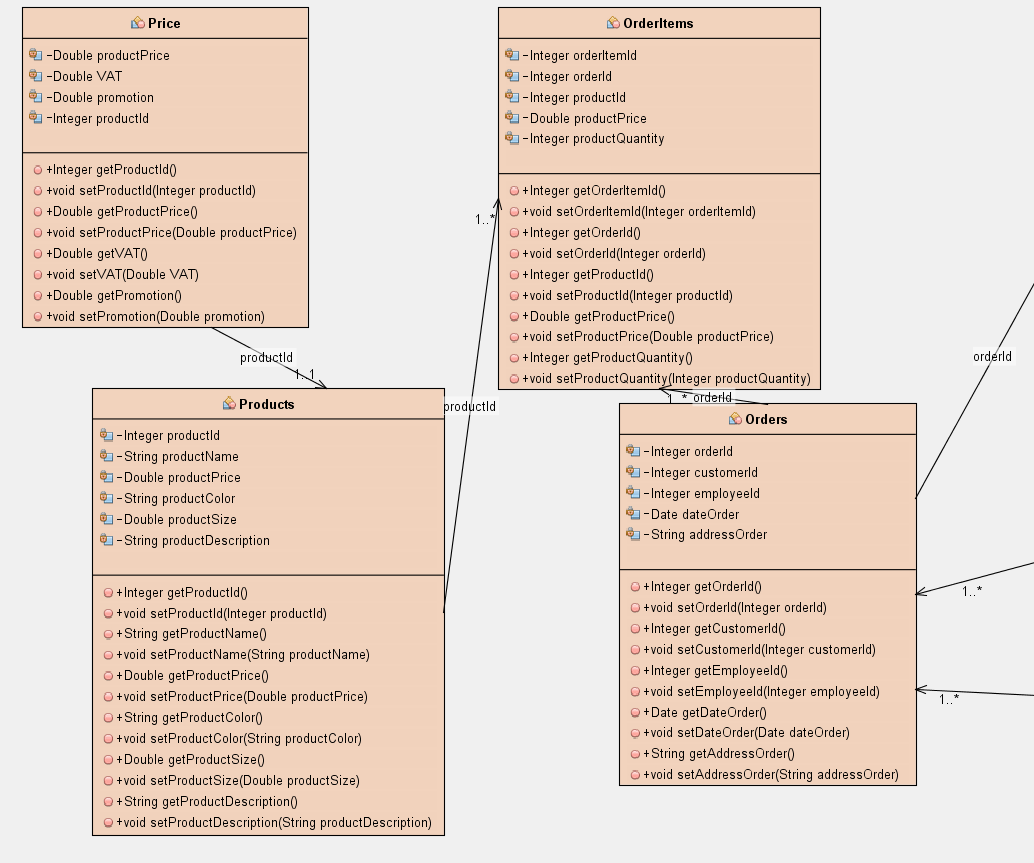 Price
-Double productPrice
-Double VAT
-Double promotion
-Integer productId
+Integer getProductId()
+void setProductId(Integer productId)
+Double getProductPrice()
+void setProductPrice(Double productPrice)
+Double getVAT()
+void setVAT(Double VAT)
+Double getPromotion()
+void setPromotion(Double promotion)
productId
1..1
Products
-Integer productId
-String productName
-Double productPrice
-String productColor
-Double productSize
-String productDescription
+Integer getProductId()
+void setProductId(Integer productId)
+String getProductName()
+void setProductName(String productName)
+Double getProductPrice()
+void setProductPrice(Double productPrice)
+String getProductColor()
+void setProductColor(String productColor)
+Double getProductSize()
+void setProductSize(Double productSize)
+String getProductDescription()
+void setProductDescription(String productDescription)
productId
1..*
OrderItems
-Integer orderItemId
-Integer orderId
-Integer productId
-Double productPrice
-Integer productQuantity
+Integer getOrderItemId()
+void setOrderItemId(Integer orderItemId)
+Integer getOrderId()
+void setOrderId(Integer orderId)
+Integer getProductId()
+void setProductId(Integer productId)
+Double getProductPrice()
+void setProductPrice(Double productPrice)
+Integer getProductQuantity()
+void setProductQuantity(Integer productQuantity)
1..* orderId
Orders
-Integer orderId
-Integer customerId
-Integer employeeId
-Date dateOrder
-String addressOrder
+Integer getOrderId()
+void setOrderId(Integer orderId)
+Integer getCustomerId()
+void setCustomerId(Integer customerId)
+Integer getEmployeeId()
+void setEmployeeId(Integer employeeId)
+Date getDateOrder()
+void setDateOrder(Date dateOrder)
+String getAddressOrder()
+void setAddressOrder(String addressOrder)
orderId
1..*
1..*